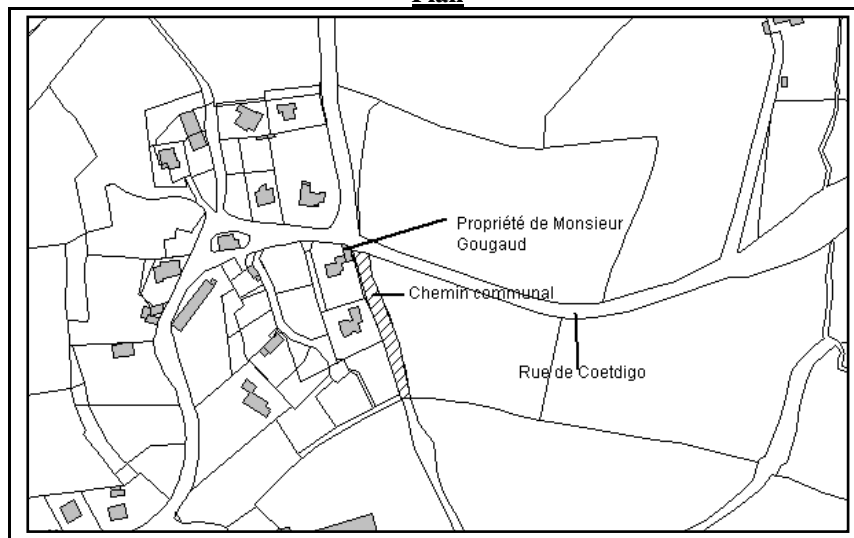 Plan
Propriété de Monsieur
Gougaud
Chemin communal
Rue de Coetdigo